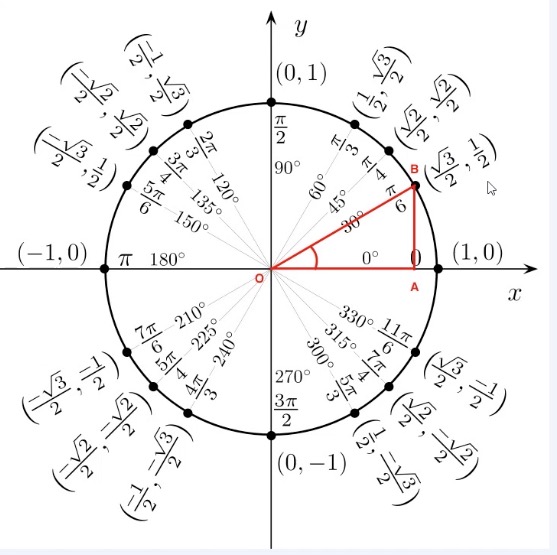 y
(0, 1)
(-1/2, √3/2)
(-√2/2, √2/2)
(-√3/2, 1/2)
(1/2, √3/2)
(√2/2, √2/2)
(√3/2, 1/2)
π/2
90°
2π/3
120°
3π/4
135°
5π/6
150°
π/3
60°
π/4
45°
π/6
30°
B
(-1, 0)
π
180°
O
0°
0
A
(1, 0)
x
7π/6
210°
5π/4
225°
4π/3
240°
270°
3π/2
300°
5π/3
315°
7π/4
330°
11π/6
(-√3/2, -1/2)
(-√2/2, -√2/2)
(-1/2, -√3/2)
(0, -1)
(1/2, -√3/2)
(√2/2, -√2/2)
(√3/2, -1/2)